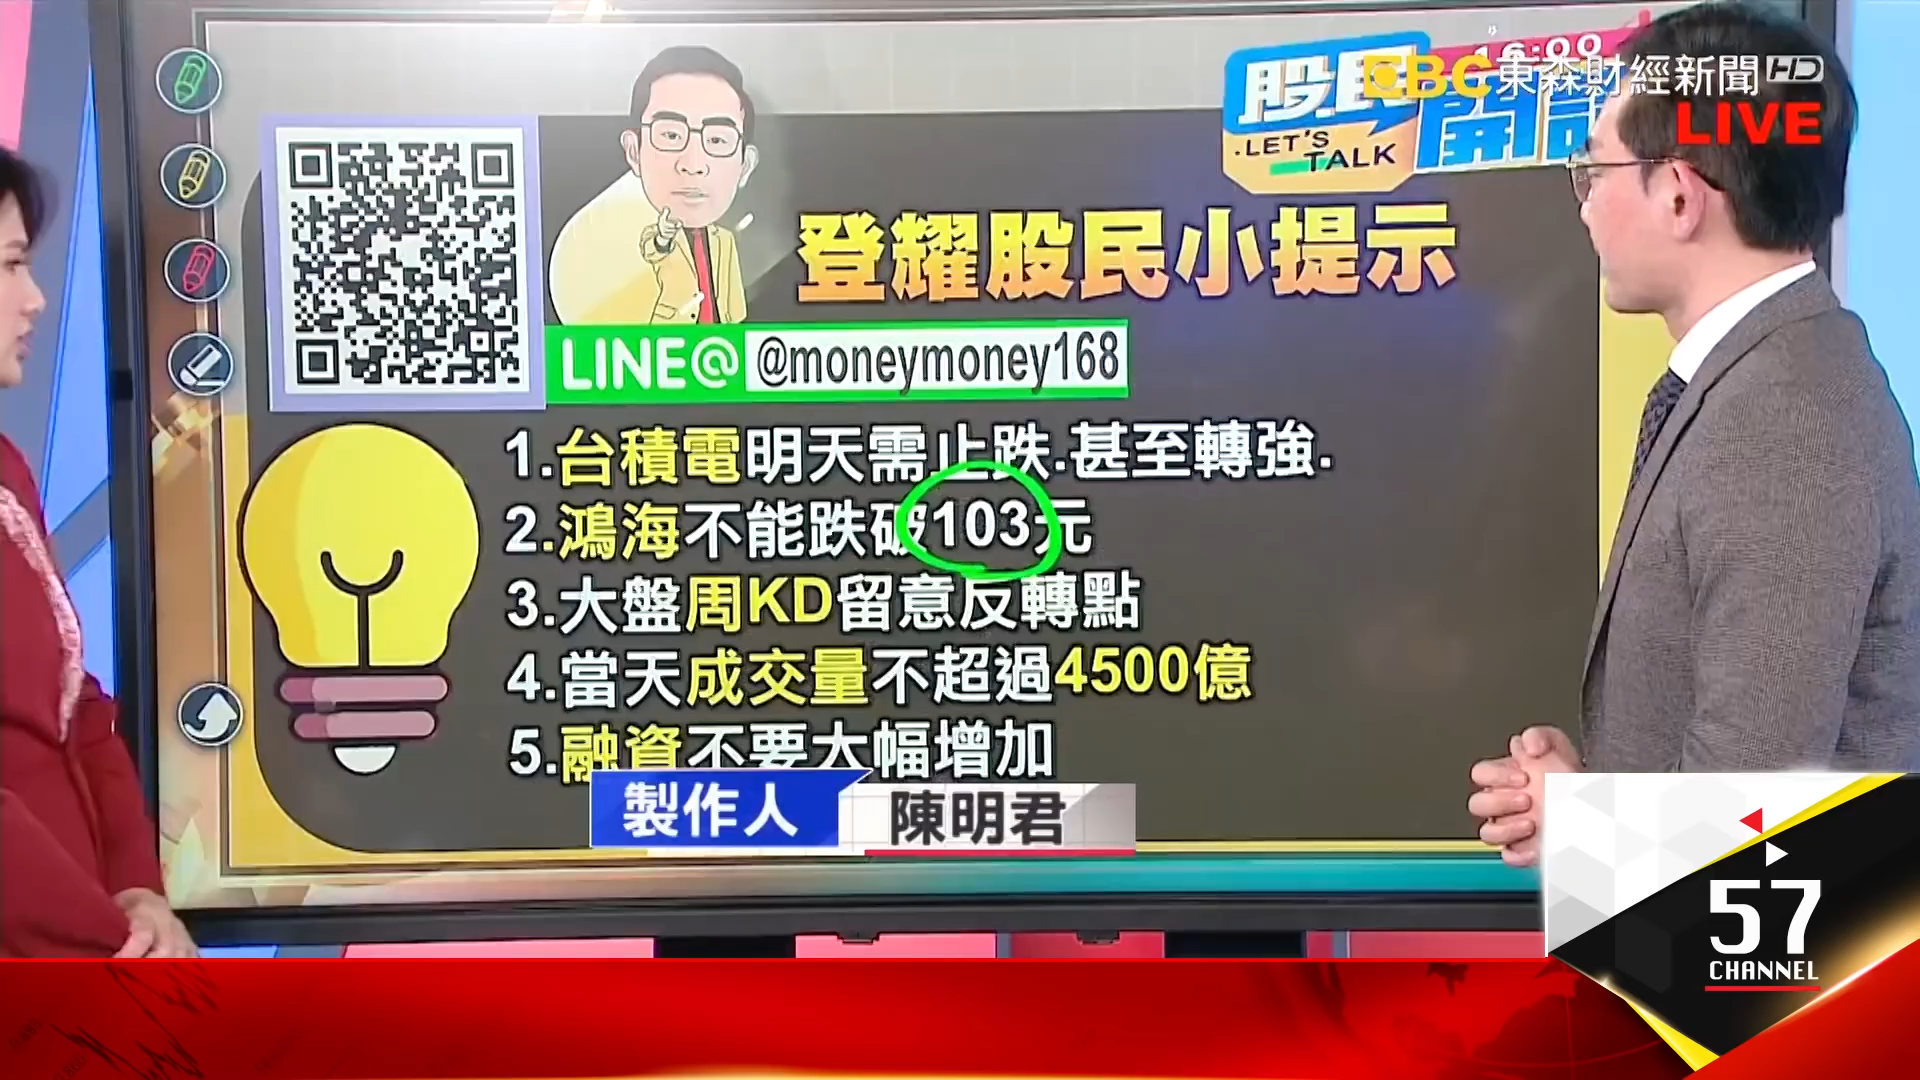 股民
開
LET'S
TALK
16:00
EBC東森財經新聞HD
LIVE
登耀股民小提示
LINE@ @moneymoney168
1.台積電明天需止跌.甚至轉強.
2.鴻海不能跌破103元
3.大盤周KD留意反轉點
4.當天成交量不超過4500億
5.融資不要大幅增加
製作人 陳明君
57
CHANNEL